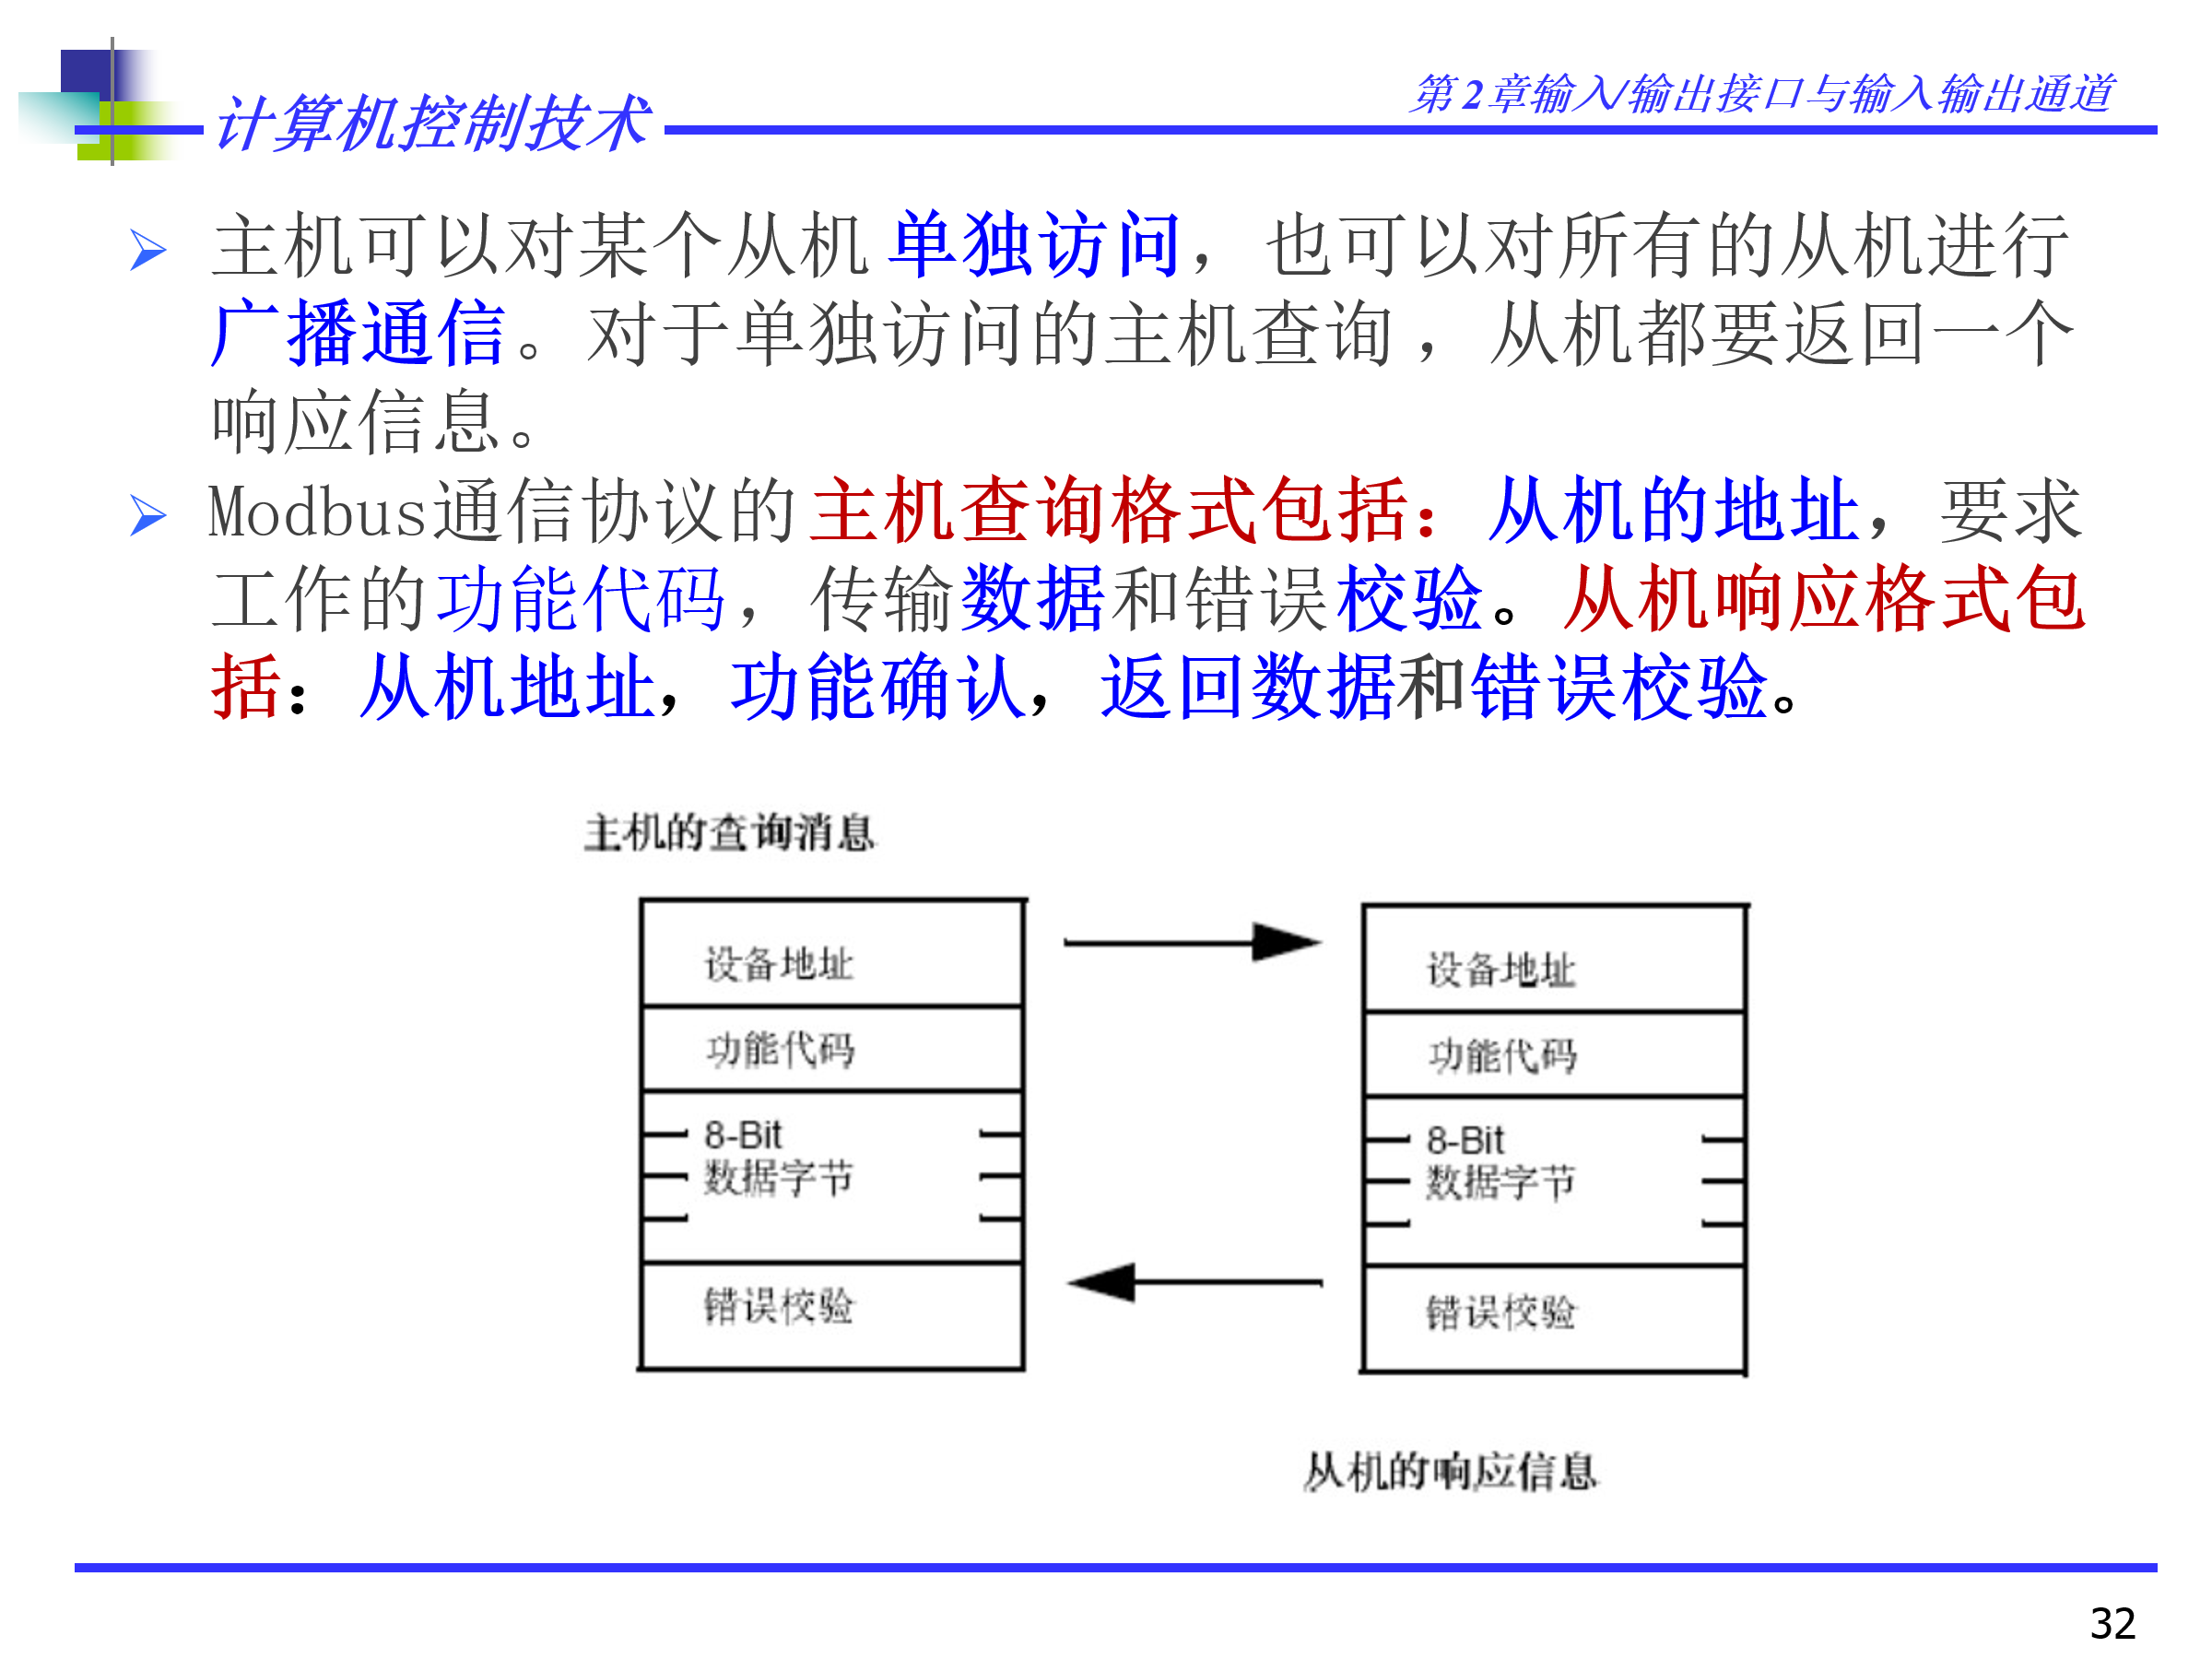 计算机控制技术
第2章输入/输出接口与输入输出通道
主机可以对某个从机单独访问，也可以对所有的从机进行
广播通信。对于单独访问的主机查询，从机都要返回一个
响应信息。
Modbus通信协议的主机查询格式包括：从机的地址，要求
工作的功能代码，传输数据和错误校验。从机响应格式包
括：从机地址，功能确认，返回数据和错误校验。
主机的查询消息
设备地址
功能代码
8-Bit
数据字节
错误校验
设备地址
功能代码
8-Bit
数据字节
错误校验
从机的响应信息
32